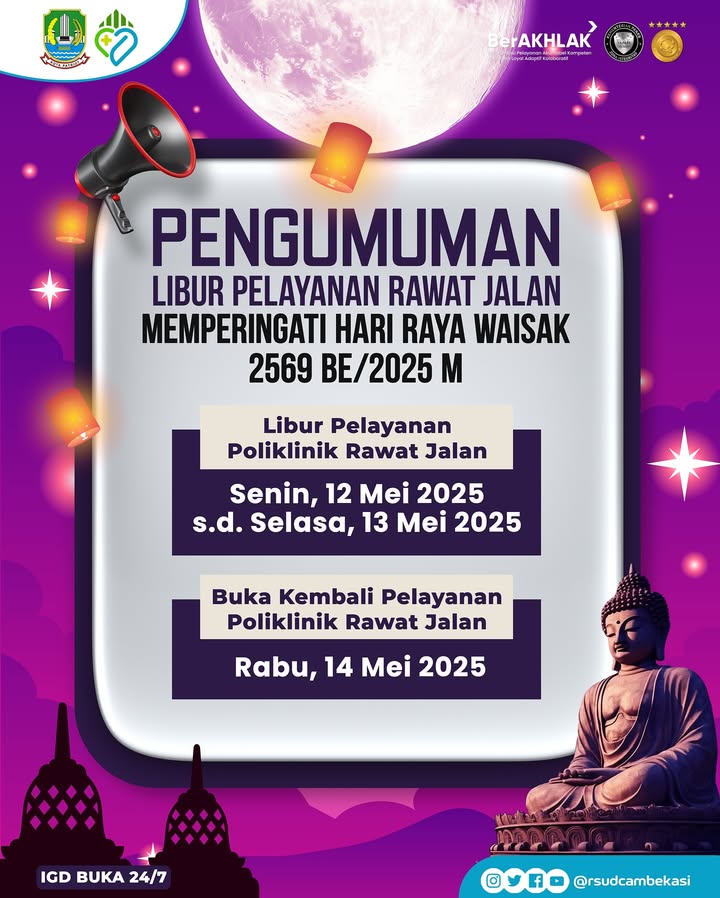 BerAKHLAK
PENGUMUMAN
LIBUR PELAYANAN RAWAT JALAN
MEMPERINGATI HARI RAYA WAISAK
2569 BE/2025 M
Libur Pelayanan
Poliklinik Rawat Jalan
Senin, 12 Mei 2025
s.d. Selasa, 13 Mei 2025
Buka Kembali Pelayanan
Poliklinik Rawat Jalan
Rabu, 14 Mei 2025
IGD BUKA 24/7
@rsudcambekasi